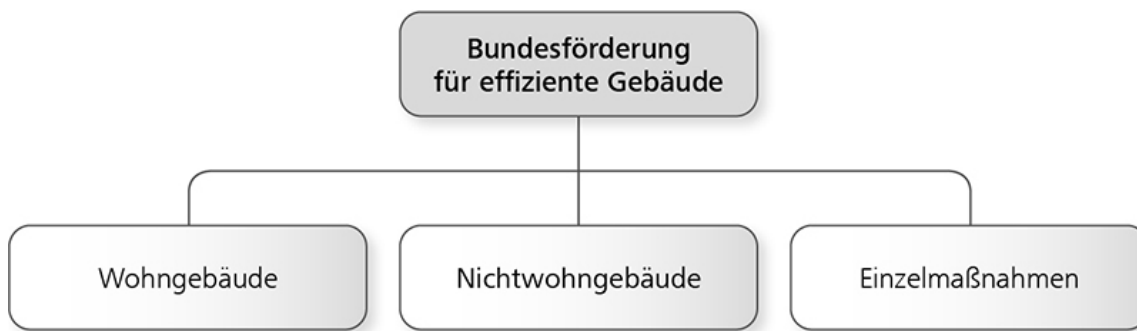 Bundesförderung
für effiziente Gebäude
Wohngebäude
Nichtwohngebäude
Einzelmaßnahmen